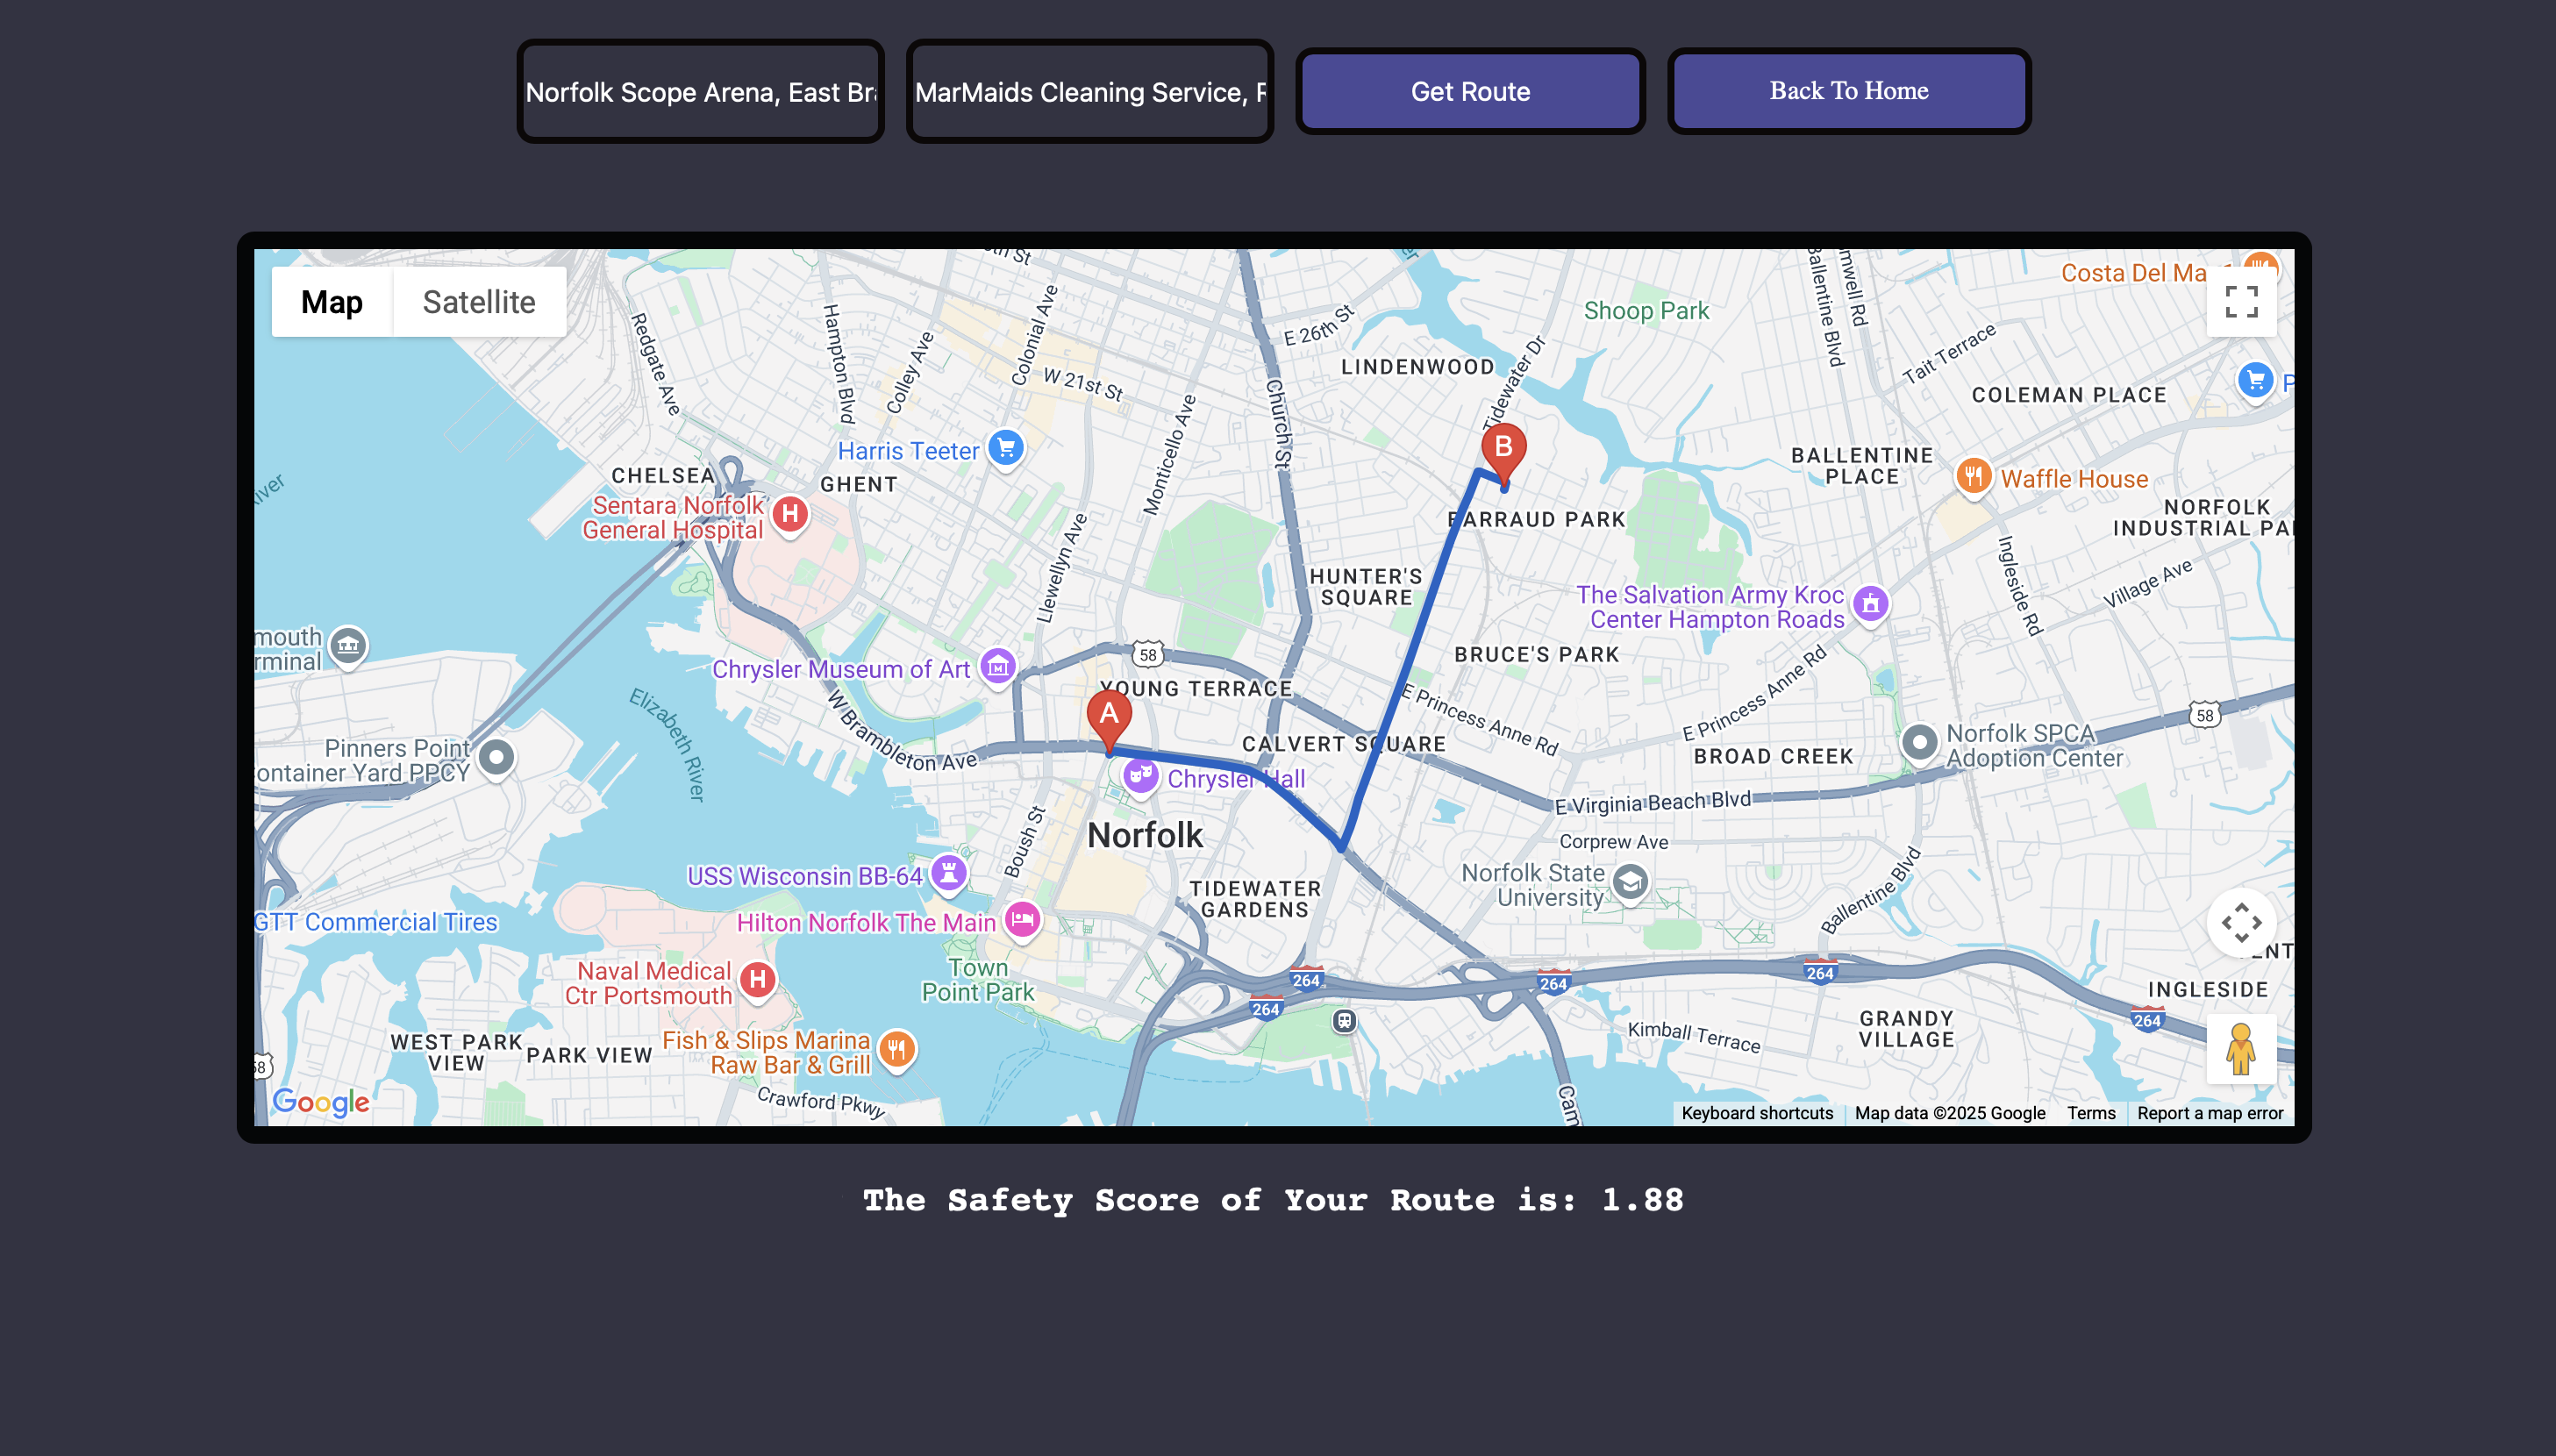 Norfolk Scope Arena, East Bra
MarMaids Cleaning Service, F
Get Route
Back To Home
Map
Satellite
Costa Del Ma
Shoop Park
E 26th St
LINDENWOOD
Tidewater Dr
Redgate Ave
Hampton Blvd
Colley Ave
Colonial Ave
W 21st St
Monticello Ave
Church St
Ballentine Blvd
Tait Terrace
COLEMAN PLACE
Harris Teeter
CHELSEA
GHENT
Sentara Norfolk
General Hospital
H
B
BALLENTINE
PLACE
Waffle House
NORFOLK
INDUSTRIAL PA
BARRAUD PARK
Llewellyn Ave
HUNTER'S
SQUARE
Ingleside Rd
Village Ave
The Salvation Army Kroc
Center Hampton Roads
mouth
rminal
Chrysler Museum of Art
58
YOUNG TERRACE
BRUCE'S PARK
E Princess Anne Rd
E Princess Anne Rd
A
Elizabeth River
W Brambleton Ave
CALVERT SQUARE
BROAD CREEK
Norfolk SPCA
Adoption Center
58
Pinners Point
ontainer Yard PPCY
Chrysler Hall
E Virginia Beach Blvd
Norfolk
Boush St
Corprew Ave
Norfolk State
University
Ballentine Blvd
USS Wisconsin BB-64
TIDEWATER
GARDENS
GTT Commercial Tires
Hilton Norfolk The Main
Naval Medical
Ctr Portsmouth
H
Town
Point Park
264
264
264
264
264
INGLESIDE
GRANDY
VILLAGE
Kimball Terrace
WEST PARK
VIEW
PARK VIEW
Fish & Slips Marina
Raw Bar & Grill
Crawford Pkwy
58
Google
Cam
Keyboard shortcuts
Map data ©2025 Google
Terms
Report a map error
The Safety Score of Your Route is: 1.88